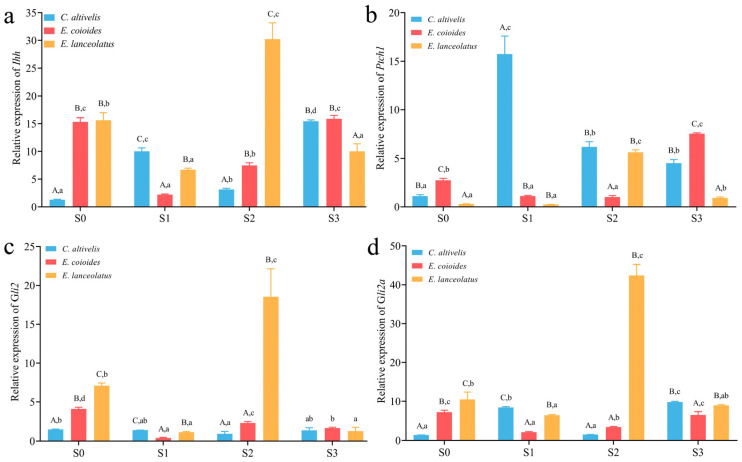 a
Relative expression of Ihh
35
30
25
20
15
10
5
0
C. altivelis
E. coioides
E. lanceolatus
A,a B,c B,b
C,c A,a B,a
A,b B,b C,c
B,d B,c A,a
S0 S1 S2 S3
b
Relative expression of Ptch1
20
15
10
5
0
C. altivelis
E. coioides
E. lanceolatus
B,a C,b A,a
C,c B,a A,a
B,b A,a B,c
B,b C,c A,b
S0 S1 S2 S3
c
Relative expression of Gli2
25
20
15
10
5
0
C. altivelis
E. coioides
E. lanceolatus
A,b B,d C,b
C,ab A,a B,a
A,a A,c B,c
ab b a
S0 S1 S2 S3
d
Relative expression of Gli2a
50
40
30
20
10
0
C. altivelis
E. coioides
E. lanceolatus
A,a B,c C,b
C,b A,a B,a
A,a A,b B,c
B,c A,c B,ab
S0 S1 S2 S3